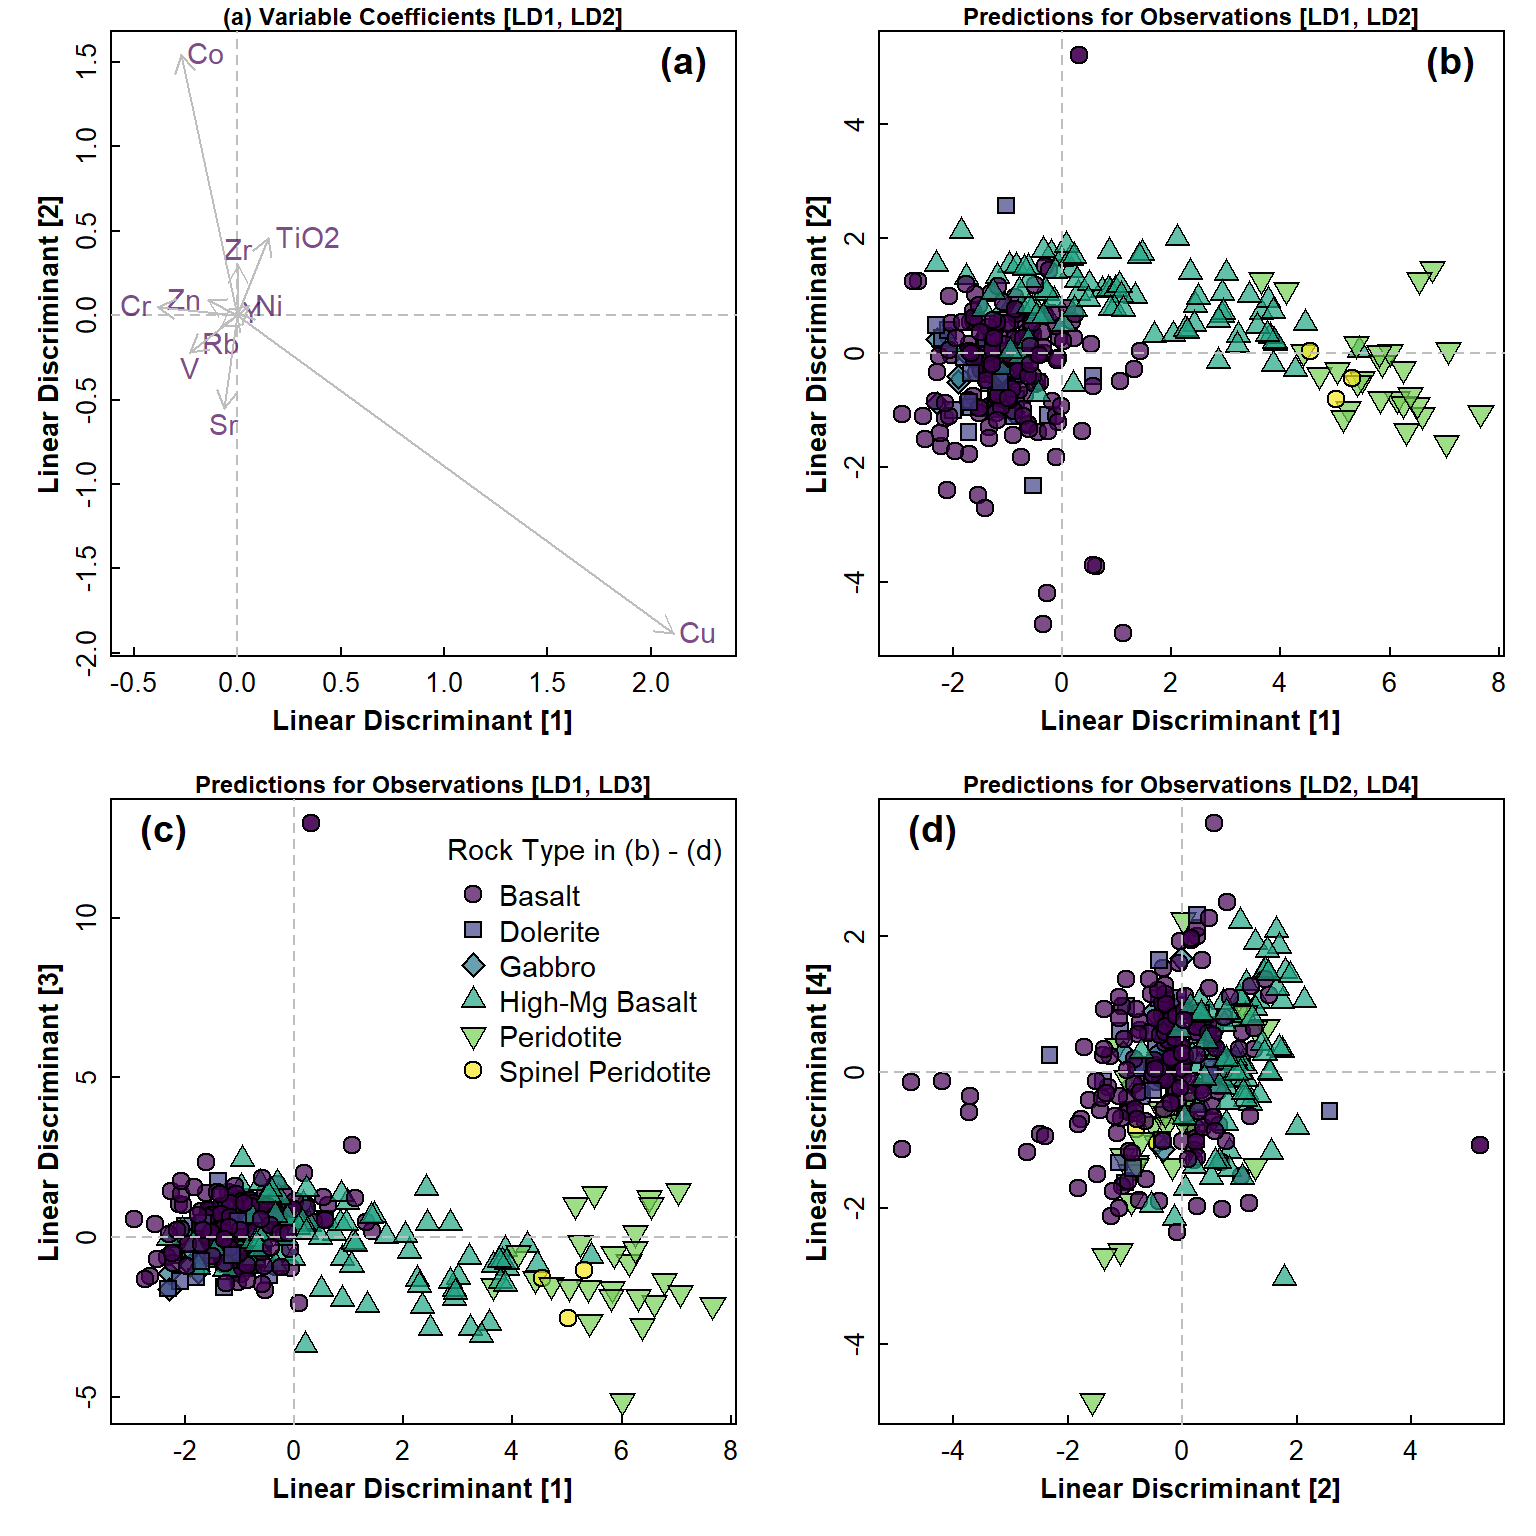 (a) Variable Coefficients [LD1, LD2]
(a)
Co
TiO2
Zr
Cr
Zn
Y
Ni
Rb
V
Sr
Cu
1.5
1.0
0.5
0.0
-0.5
-1.0
-1.5
-2.0
Linear Discriminant [2]
-0.5 0.0 0.5 1.0 1.5 2.0
Linear Discriminant [1]
Predictions for Observations [LD1, LD2]
(b)
4
2
0
-2
-4
Linear Discriminant [2]
-2 0 2 4 6 8
Linear Discriminant [1]
Predictions for Observations [LD1, LD3]
(c)
Rock Type in (b) - (d)
Basalt
Dolerite
Gabbro
High-Mg Basalt
Peridotite
Spinel Peridotite
10
5
0
-5
Linear Discriminant [3]
-2 0 2 4 6 8
Linear Discriminant [1]
Predictions for Observations [LD2, LD4]
(d)
2
0
-2
-4
Linear Discriminant [4]
-4 -2 0 2 4
Linear Discriminant [2]